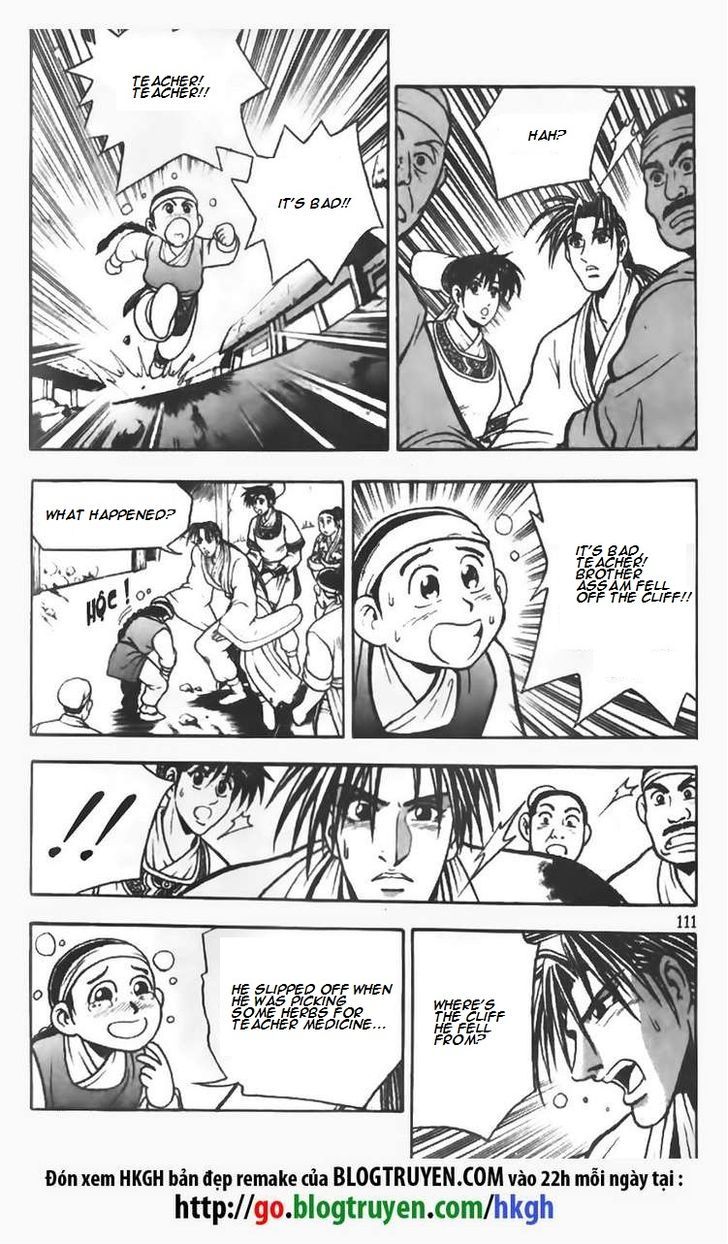 TEACHER!
TEACHER!!
IT'S BAD!!
HAH?
WHAT HAPPENED?
HỘC!
IT'S BAD,
TEACHER!
BROTHER
ASSAM FELL
OFF THE CLIFF!!
!!
111
HE SLIPPED OFF WHEN
HE WAS PICKING
SOME HERBS FOR
TEACHER MEDICINE...
WHERE'S
THE CLIFF
HE FELL
FROM?
Đón xem HKGH bản đẹp remake của BLOGTRUYEN.COM vào 22h mỗi ngày tại :
http://go.blogtruyen.com/hkgh